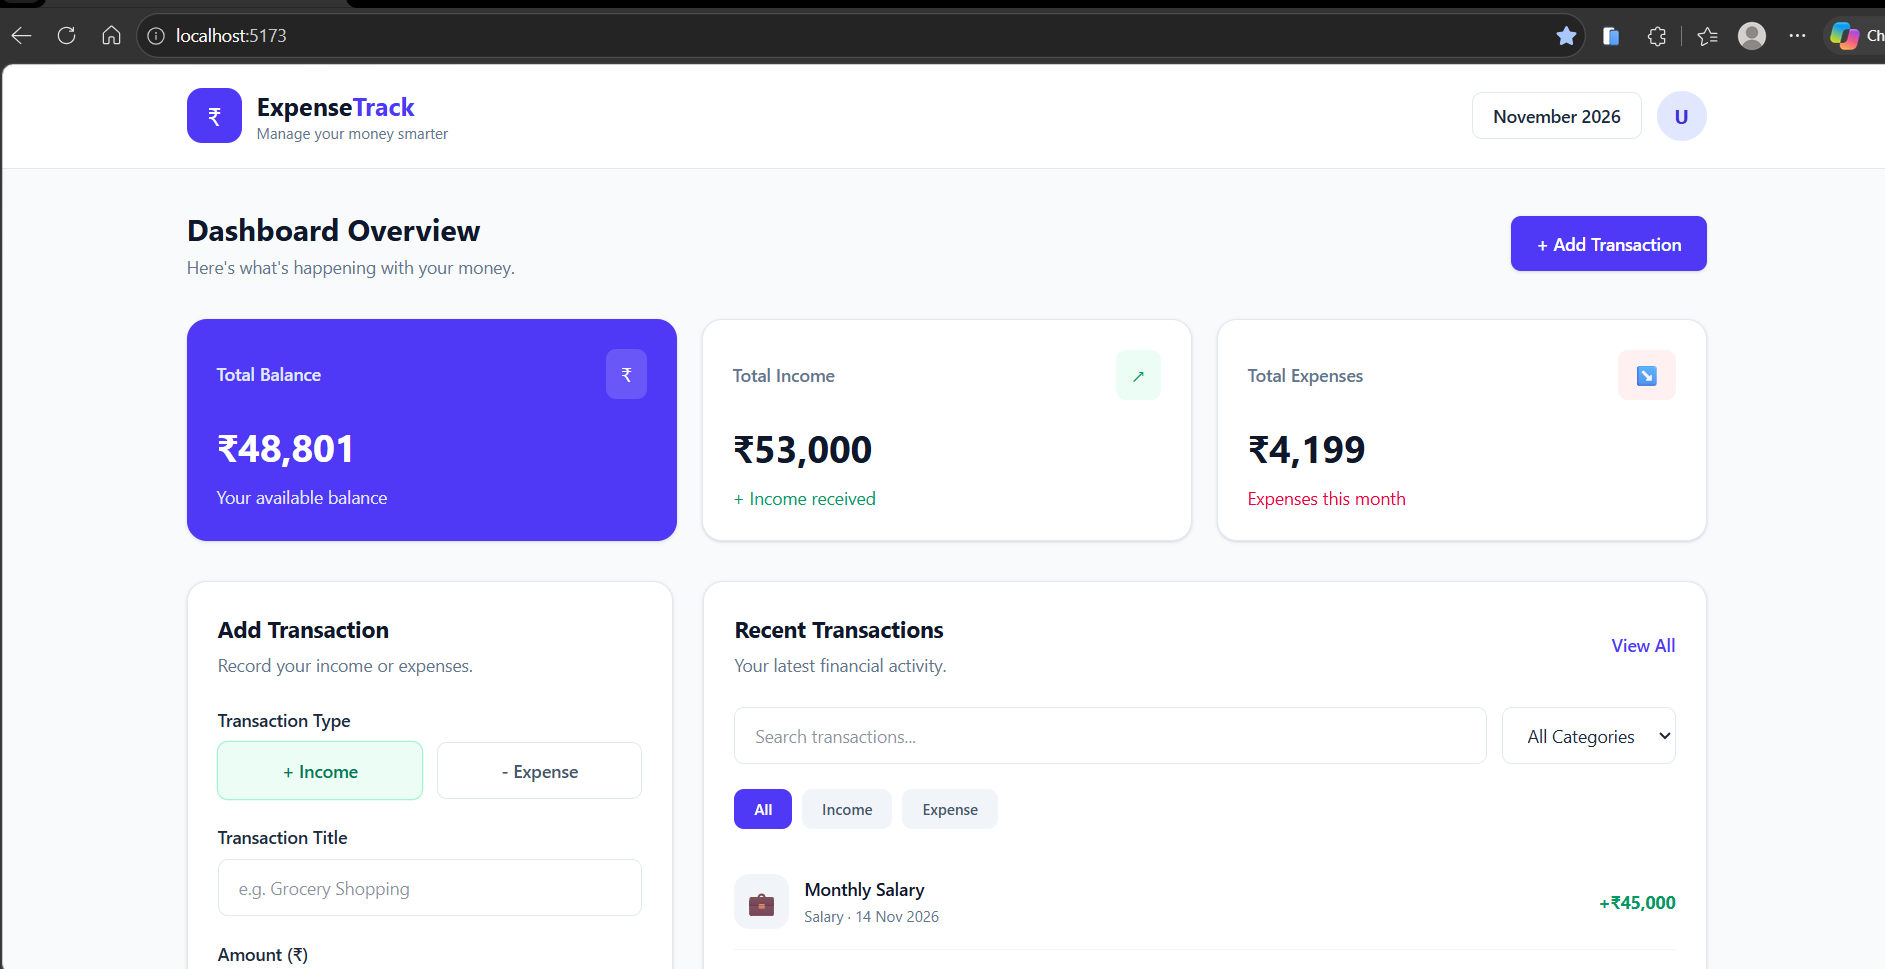 localhost:5173
Ch
₹
ExpenseTrack
Manage your money smarter
November 2026
U
Dashboard Overview
Here's what's happening with your money.
+ Add Transaction
Total Balance
₹
₹48,801
Your available balance
Total Income
↗
₹53,000
+ Income received
Total Expenses
↘
₹4,199
Expenses this month
Add Transaction
Record your income or expenses.
Transaction Type
+ Income
- Expense
Transaction Title
e.g. Grocery Shopping
Amount (₹)
Recent Transactions
Your latest financial activity.
View All
Search transactions...
All Categories
All
Income
Expense
Monthly Salary
Salary · 14 Nov 2026
+₹45,000